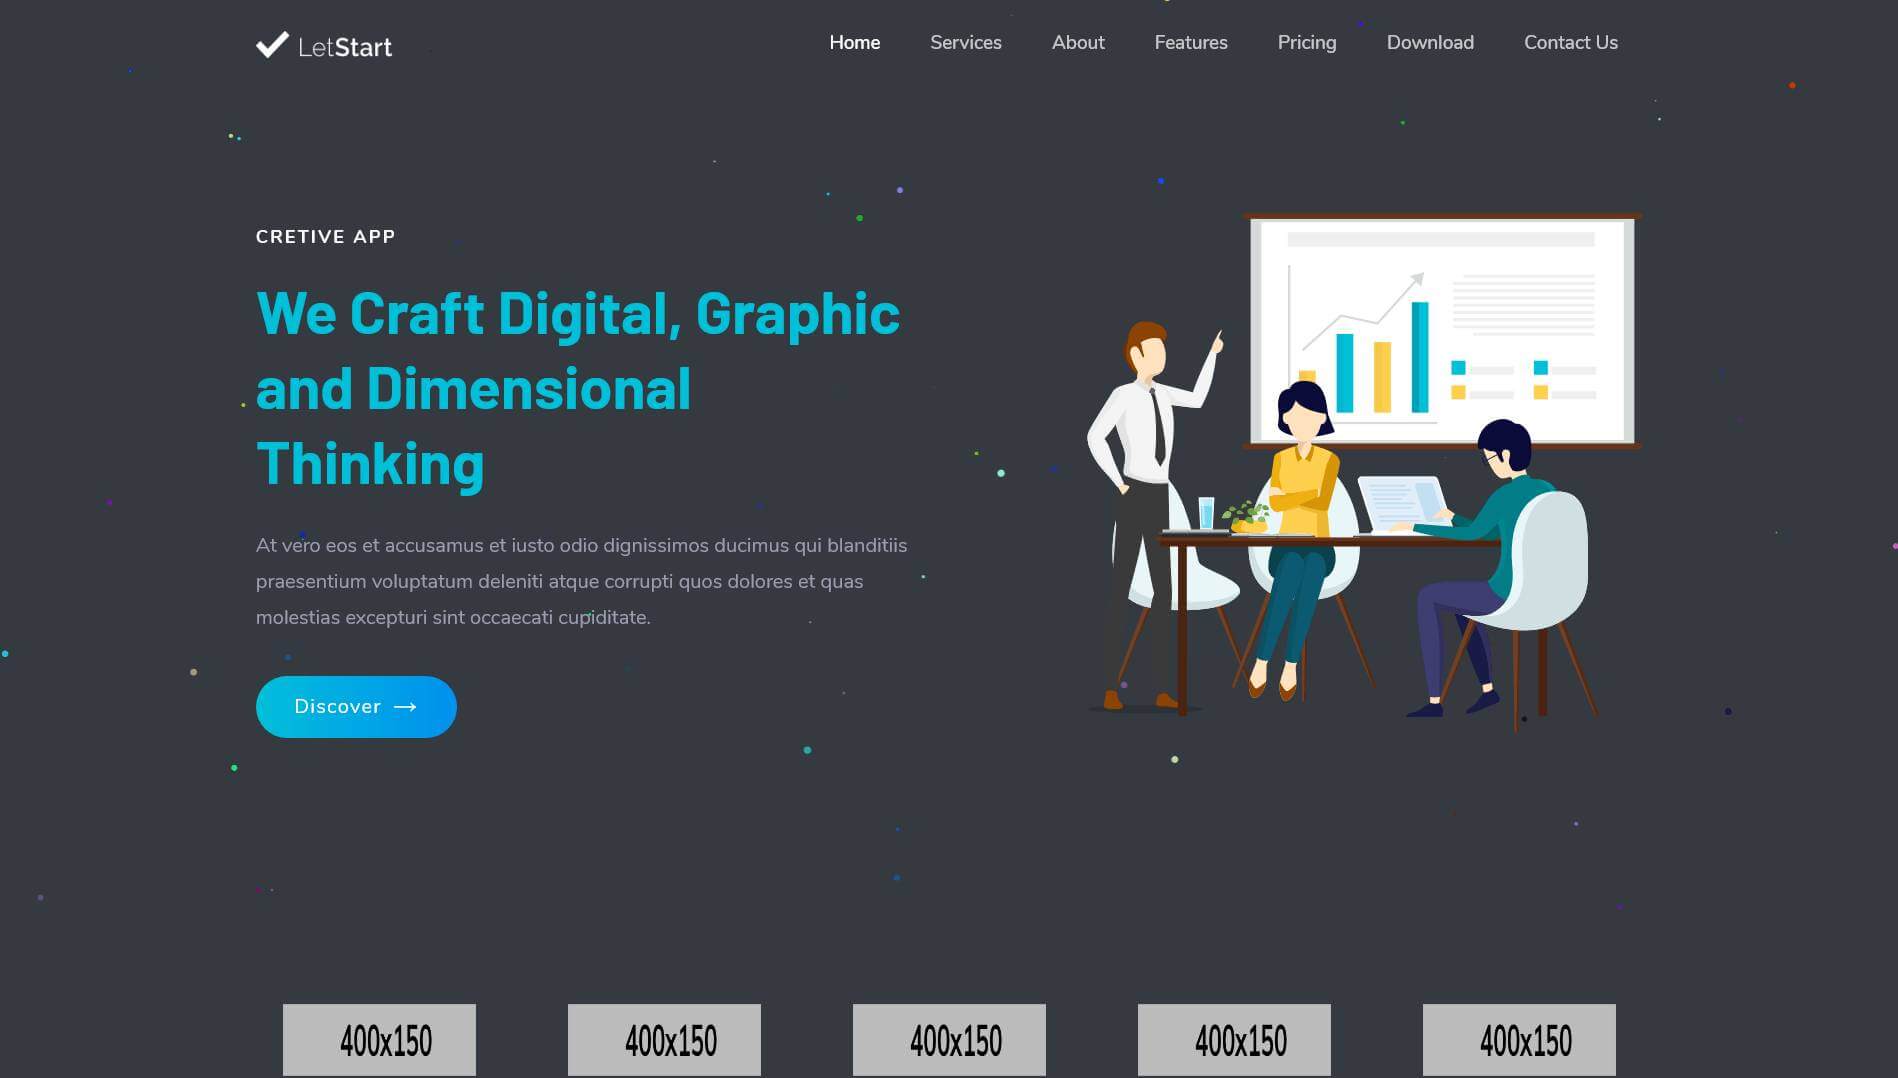 LetStart
Home Services About Features Pricing Download Contact Us
CRETIVE APP
We Craft Digital, Graphic
and Dimensional
Thinking
At vero eos et accusamus et iusto odio dignissimos ducimus qui blanditiis
praesentium voluptatum deleniti atque corrupti quos dolores et quas
molestias excepturi sint occaecati cupiditate.
Discover →
400x150 400x150 400x150 400x150 400x150